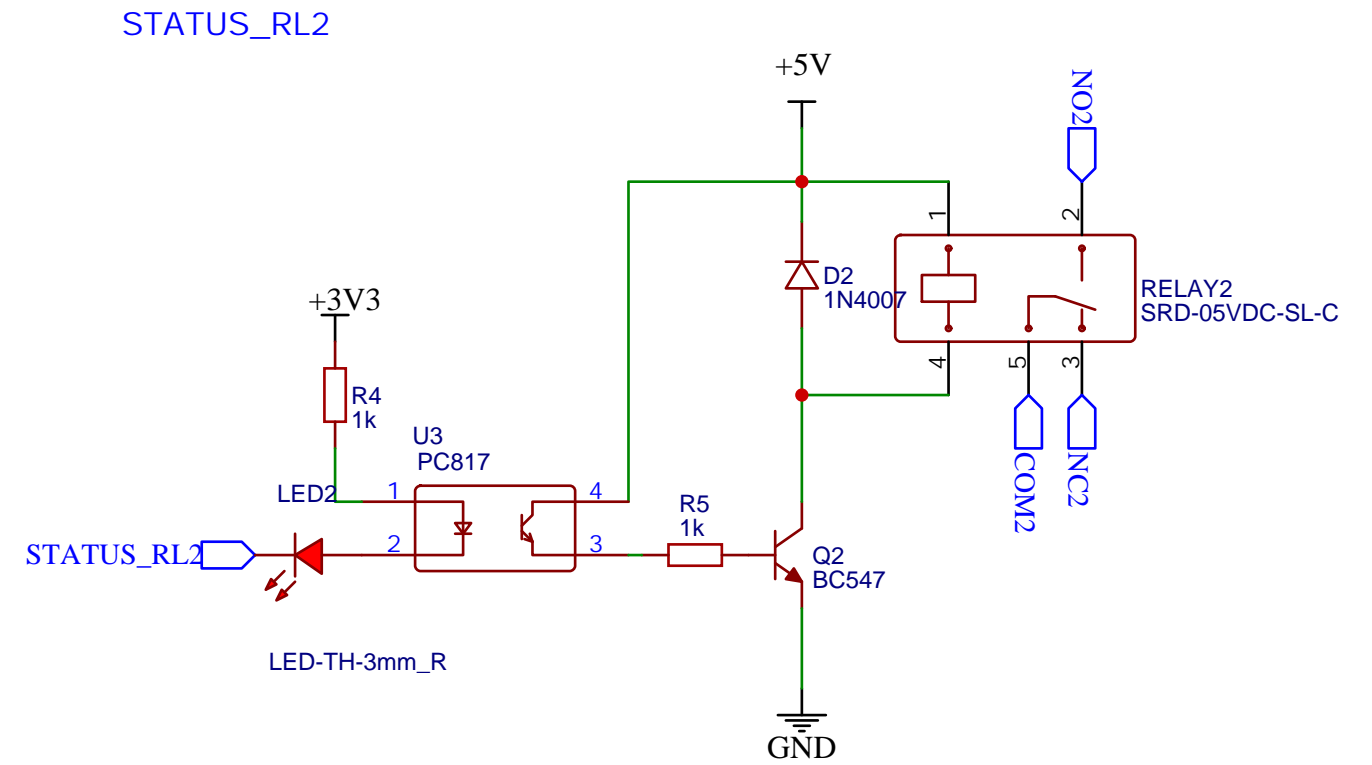 STATUS_RL2
+5V
NO2
1
2
D2
1N4007
RELAY2
SRD-05VDC-SL-C
+3V3
4
5
3
R4
1k
COM2
NC2
U3
PC817
LED2
1
4
R5
1k
STATUS_RL2
2
3
Q2
BC547
LED-TH-3mm_R
GND